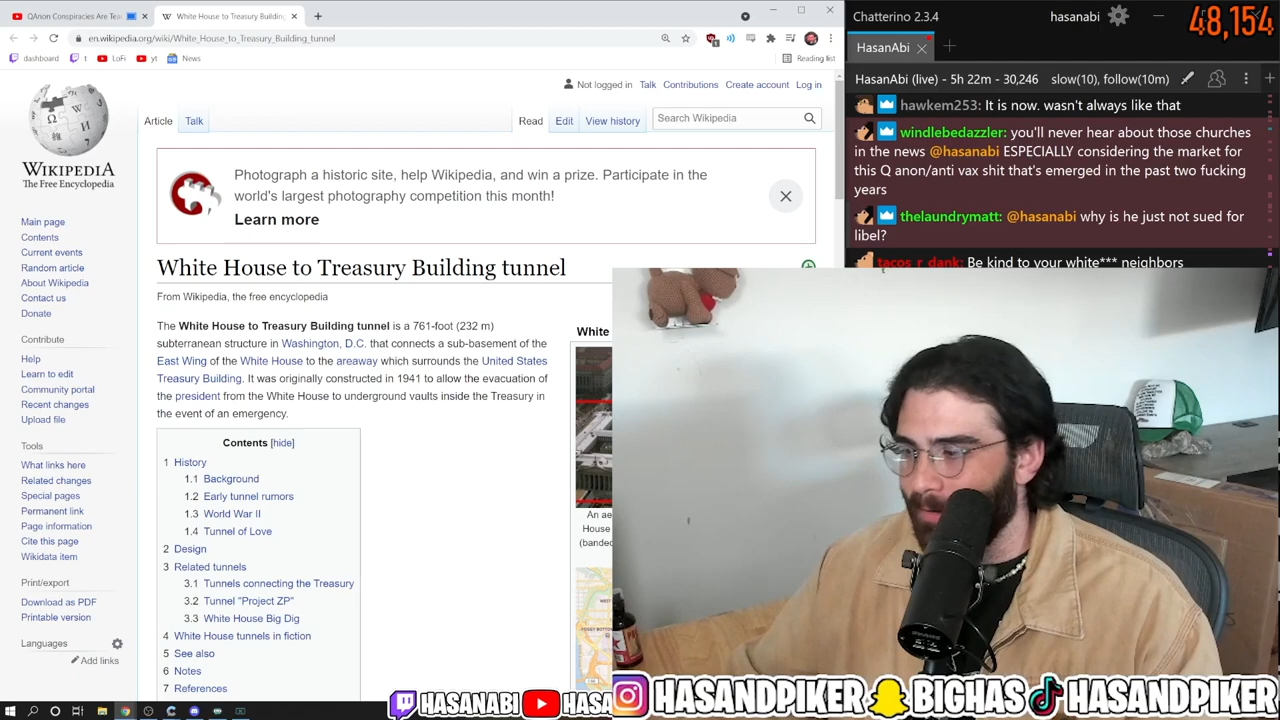 QAnon Conspiracies Are Tea
White House to Treasury Building
en.wikipedia.org/wiki/White_House_to_Treasury_Building_tunnel
dashboard
t
LoFi
yt
News
Reading list
Not logged in Talk Contributions Create account Log in
Article Talk
Read Edit View history
Search Wikipedia
WIKIPEDIA
The Free Encyclopedia
Main page
Contents
Current events
Random article
About Wikipedia
Contact us
Donate
Contribute
Help
Learn to edit
Community portal
Recent changes
Upload file
Tools
What links here
Related changes
Special pages
Permanent link
Page information
Cite this page
Wikidata item
Print/export
Download as PDF
Printable version
Languages
Add links
Photograph a historic site, help Wikipedia, and win a prize. Participate in the
world's largest photography competition this month!
Learn more
White House to Treasury Building tunnel
From Wikipedia, the free encyclopedia
The White House to Treasury Building tunnel is a 761-foot (232 m)
subterranean structure in Washington, D.C. that connects a sub-basement of the
East Wing of the White House to the areaway which surrounds the United States
Treasury Building. It was originally constructed in 1941 to allow the evacuation of
the president from the White House to underground vaults inside the Treasury in
the event of an emergency.
Contents [hide]
1 History
1.1 Background
1.2 Early tunnel rumors
1.3 World War II
1.4 Tunnel of Love
2 Design
3 Related tunnels
3.1 Tunnels connecting the Treasury
3.2 Tunnel "Project ZP"
3.3 White House Big Dig
4 White House tunnels in fiction
5 See also
6 Notes
7 References
White
An ae
House
(banded
Chatterino 2.3.4
hasanabi
48,154
HasanAbi
HasanAbi (live) - 5h 22m - 30,246 slow(10), follow(10m)
hawkem253: It is now. wasn't always like that
windlebedazzler: you'll never hear about those churches
in the news @hasanabi ESPECIALLY considering the market for
this Q anon/anti vax shit that's emerged in the past two fucking
years
thelaundrymatt: @hasanabi why is he just not sued for
libel?
tacos_r_dank: Be kind to your white*** neighbors
HASANABI HASA HASANDPIKER BIGHAS HASANDPIKER